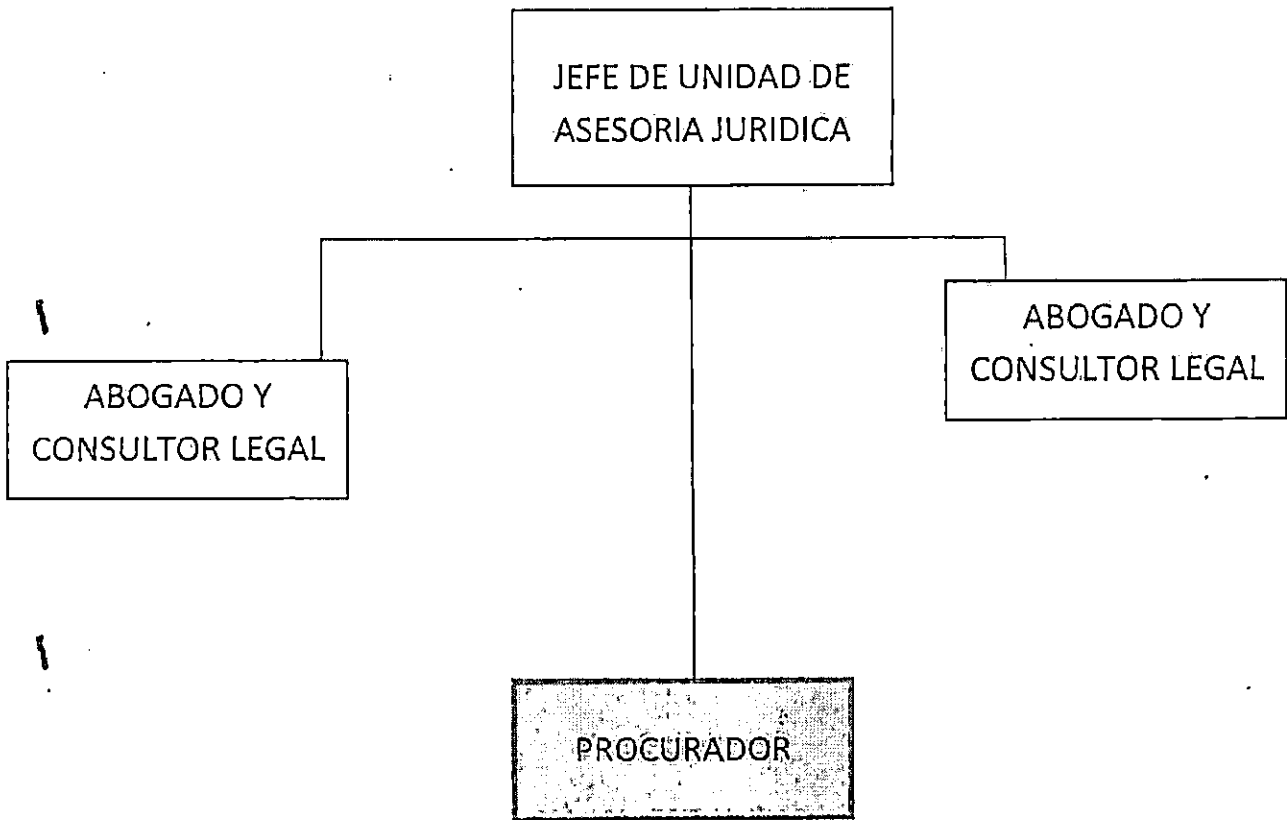 JEFE DE UNIDAD DE
ASESORIA JURIDICA
ABOGADO Y
CONSULTOR LEGAL
ABOGADO Y
CONSULTOR LEGAL
PROCURADOR